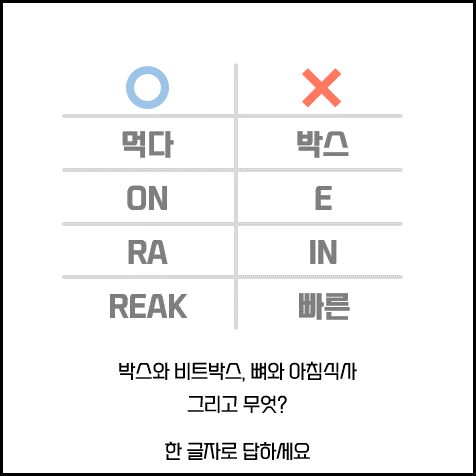 먹다 박스
ON E
RA IN
REAK 빠른
박스와 비트박스, 뼈와 아침식사
그리고 무엇?
한 글자로 답하세요